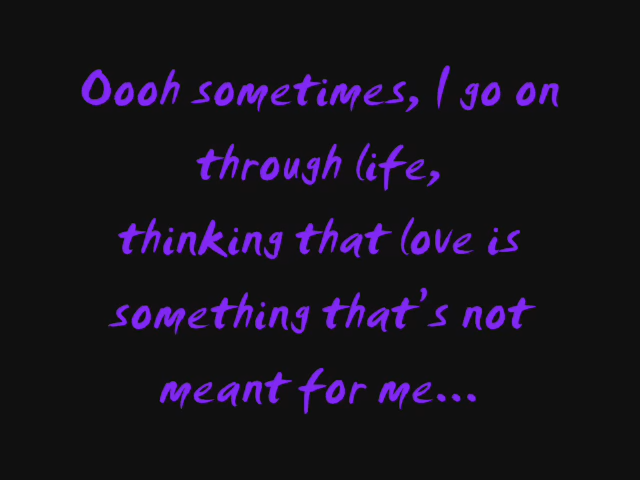 Oooh sometimes, I go on
through life,
thinking that love is
something that's not
meant for me...